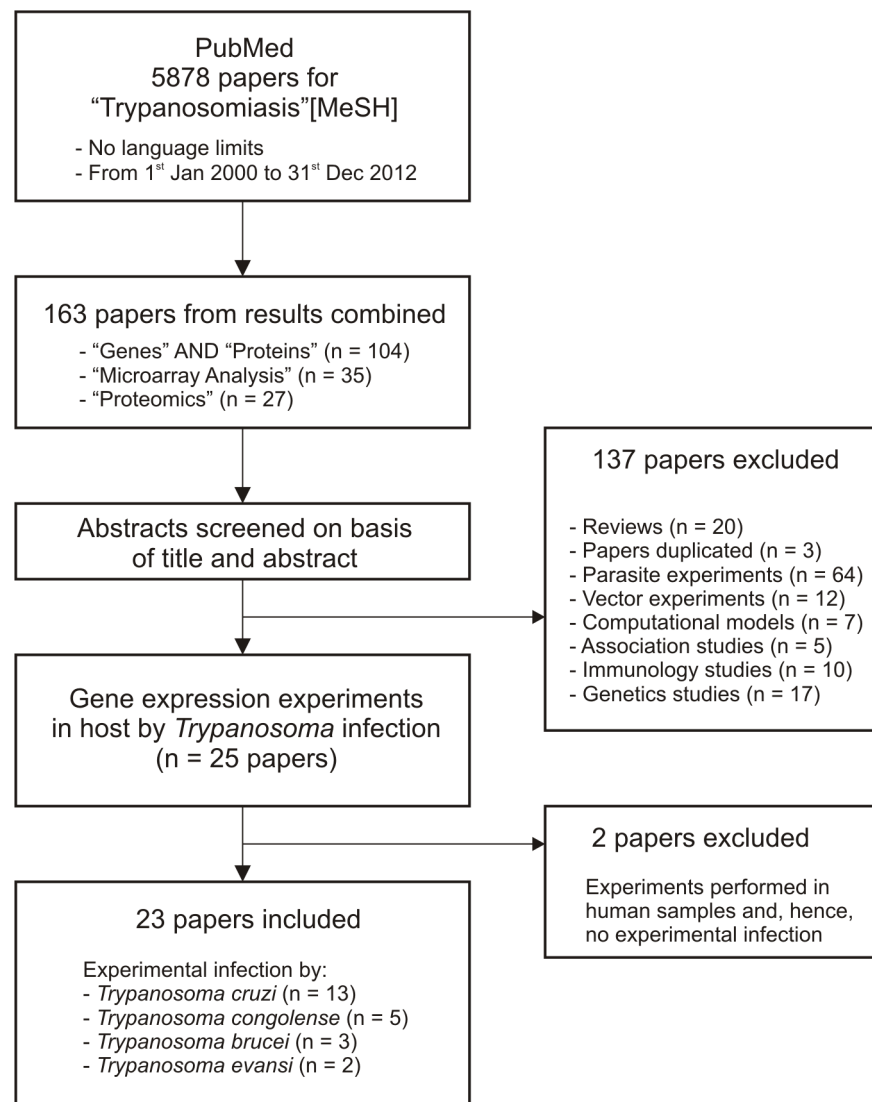 PubMed
5878 papers for
“Trypanosomiasis”[MeSH]
- No language limits
- From 1st Jan 2000 to 31st Dec 2012
163 papers from results combined
- “Genes” AND “Proteins” (n = 104)
- “Microarray Analysis” (n = 35)
- “Proteomics” (n = 27)
Abstracts screened on basis
of title and abstract
137 papers excluded
- Reviews (n = 20)
- Papers duplicated (n = 3)
- Parasite experiments (n = 64)
- Vector experiments (n = 12)
- Computational models (n = 7)
- Association studies (n = 5)
- Immunology studies (n = 10)
- Genetics studies (n = 17)
Gene expression experiments
in host by Trypanosoma infection
(n = 25 papers)
2 papers excluded
Experiments performed in
human samples and, hence,
no experimental infection
23 papers included
Experimental infection by:
- Trypanosoma cruzi (n = 13)
- Trypanosoma congolense (n = 5)
- Trypanosoma brucei (n = 3)
- Trypanosoma evansi (n = 2)